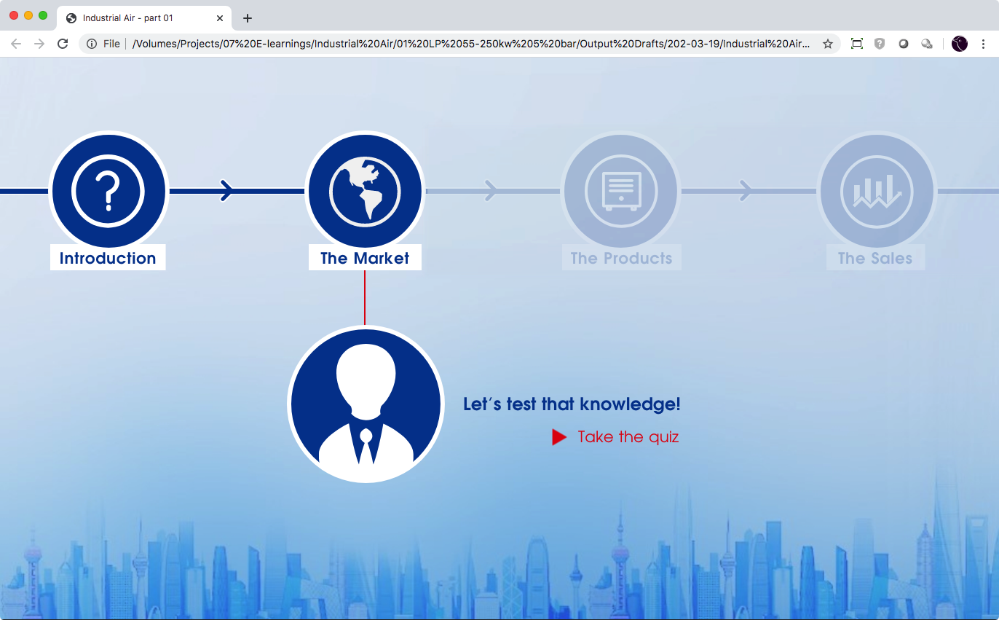 Industrial Air - part 01
File /Volumes/Projects/07%20E-learnings/Industrial%20Air/01%20LP%2055-250kw%205%20bar/Output%20Drafts/202-03-19/Industrial%20Air...
Introduction
The Market
The Products
The Sales
Let's test that knowledge!
Take the quiz